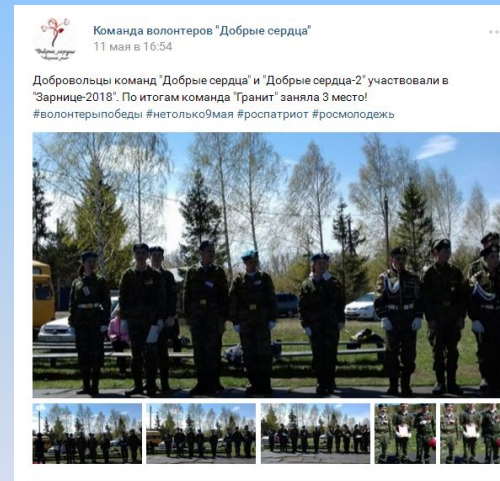 Команда волонтеров "Добрые сердца"
11 мая в 16:54
Добровольцы команд "Добрые сердца" и "Добрые сердца-2" участвовали в
"Зарнице-2018". По итогам команда "Гранит" заняла 3 место!
#волонтерыпобеды #нетолько9мая #роспатриот #росмолодежь